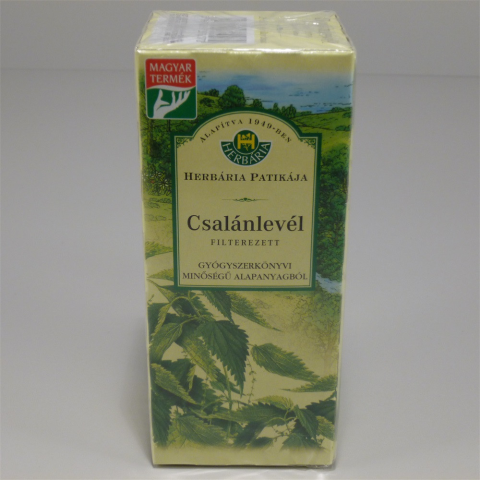 MAGYAR
TERMÉK
ALAPÍTVA 1949-BEN
HERBÁRIA
HERBÁRIA PATIKÁJA
Csalánlevél
FILTEREZETT
GYÓGYSZERKÖNYVI
MINŐSÉGŰ ALAPANYAGBÓL